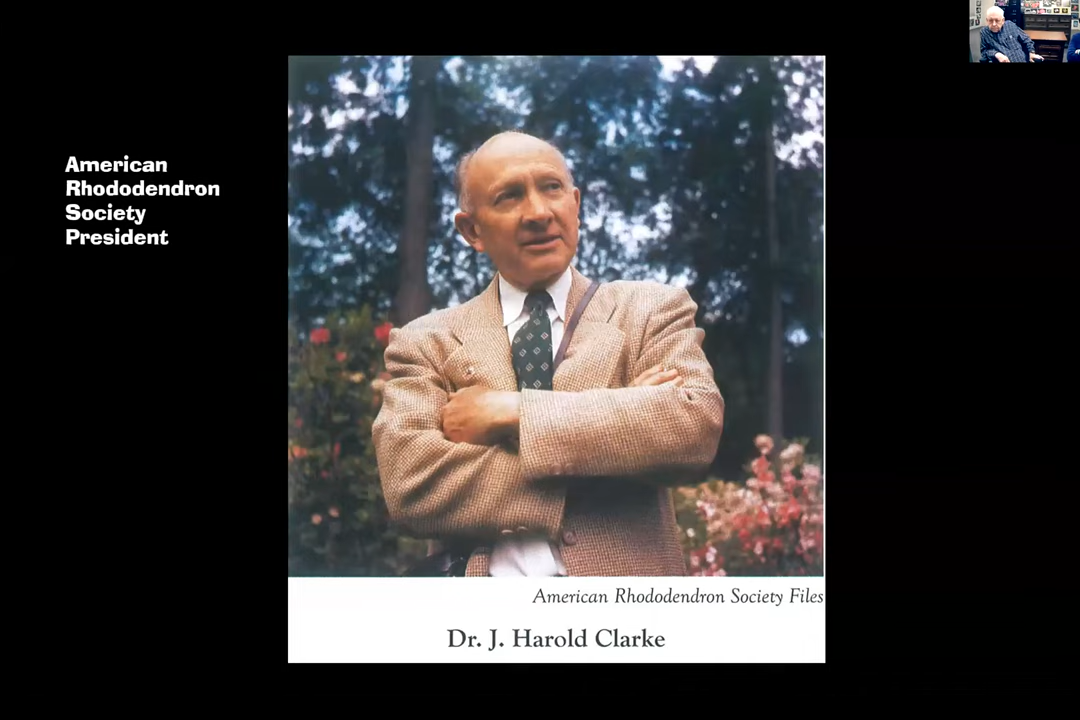 American
Rhododendron
Society
President
American Rhododendron Society Files
Dr. J. Harold Clarke